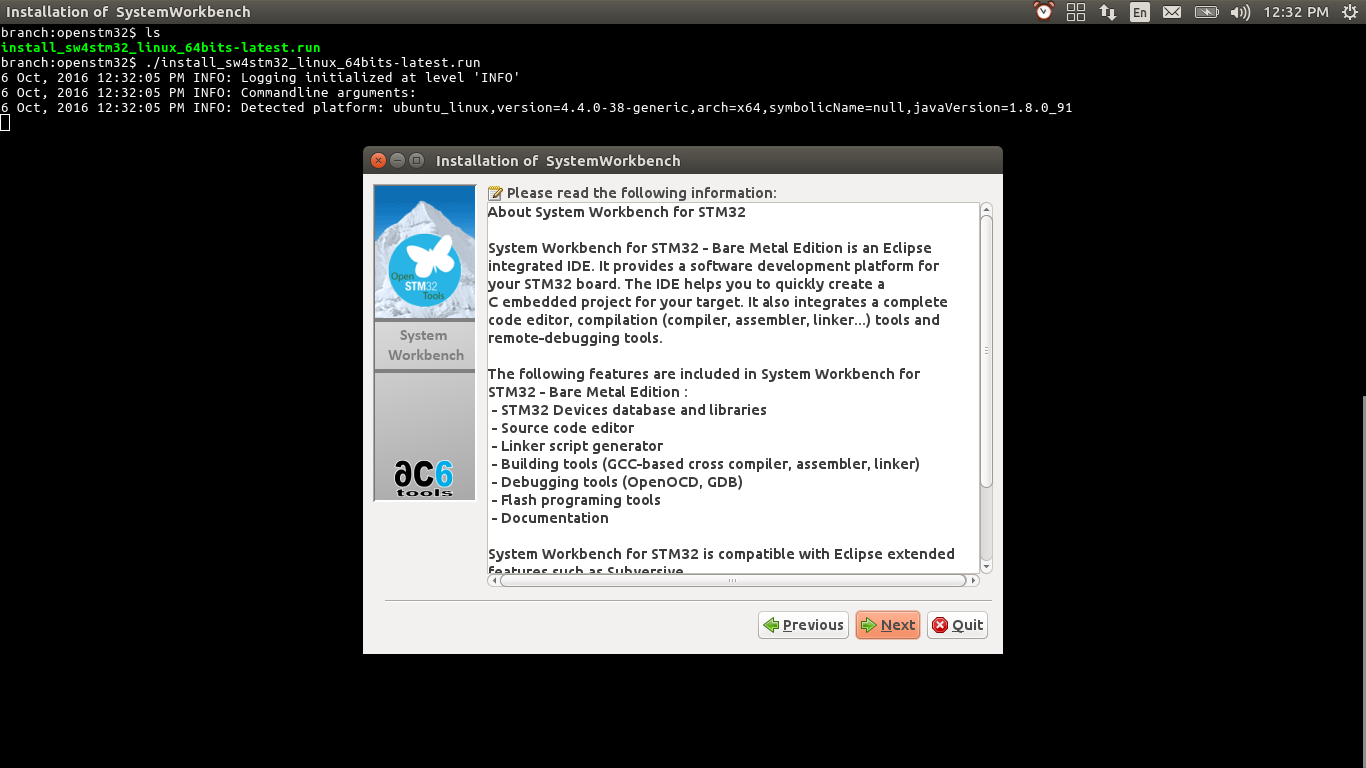 Installation of  SystemWorkbench
En
12:32 PM
branch:openstm32$ ls
install_sw4stm32_linux_64bits-latest.run
branch:openstm32$ ./install_sw4stm32_linux_64bits-latest.run
6 Oct, 2016 12:32:05 PM INFO: Logging initialized at level 'INFO'
6 Oct, 2016 12:32:05 PM INFO: Commandline arguments:
6 Oct, 2016 12:32:05 PM INFO: Detected platform: ubuntu_linux,version=4.4.0-38-generic,arch=x64,symbolicName=null,javaVersion=1.8.0_91
Installation of  SystemWorkbench
Open
STM32
Tools
System
Workbench
ac6
tools
Please read the following information:
About System Workbench for STM32
System Workbench for STM32 - Bare Metal Edition is an Eclipse
integrated IDE. It provides a software development platform for
your STM32 board. The IDE helps you to quickly create a
C embedded project for your target. It also integrates a complete
code editor, compilation (compiler, assembler, linker...) tools and
remote-debugging tools.
The following features are included in System Workbench for
STM32 - Bare Metal Edition :
- STM32 Devices database and libraries
- Source code editor
- Linker script generator
- Building tools (GCC-based cross compiler, assembler, linker)
- Debugging tools (OpenOCD, GDB)
- Flash programing tools
- Documentation
System Workbench for STM32 is compatible with Eclipse extended
features such as Subversive
Previous
Next
Quit